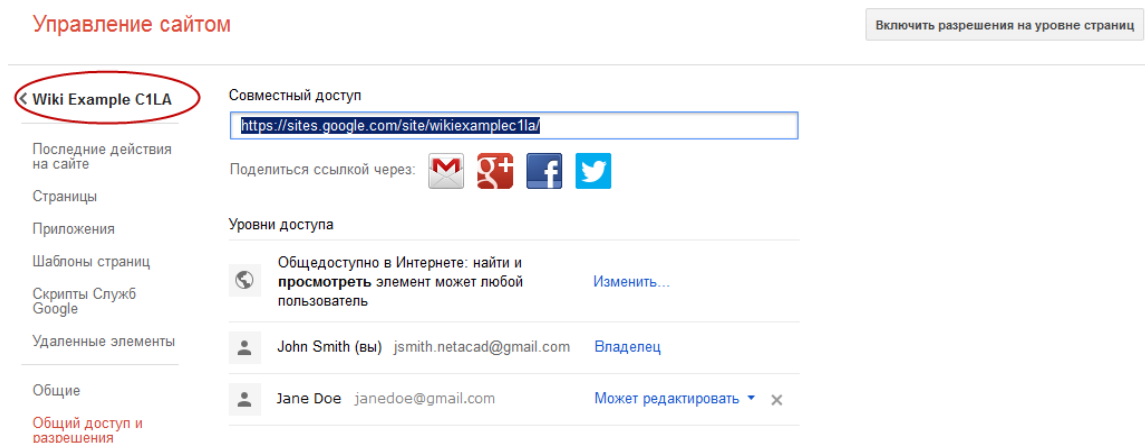 Управление сайтом
Включить разрешения на уровне страниц
Wiki Example C1LA
Последние действия
на сайте
Страницы
Приложения
Шаблоны страниц
Скрипты Служб
Google
Удаленные элементы
Общие
Общий доступ и
разрешения
Совместный доступ
https://sites.google.com/site/wikiexamplec1la/
Поделиться ссылкой через:
Уровни доступа
Общедоступно в Интернете: найти и
просмотреть элемент может любой
пользователь
Изменить...
John Smith (вы) jsmith.netacad@gmail.com Владелец
Jane Doe janedoe@gmail.com Может редактировать